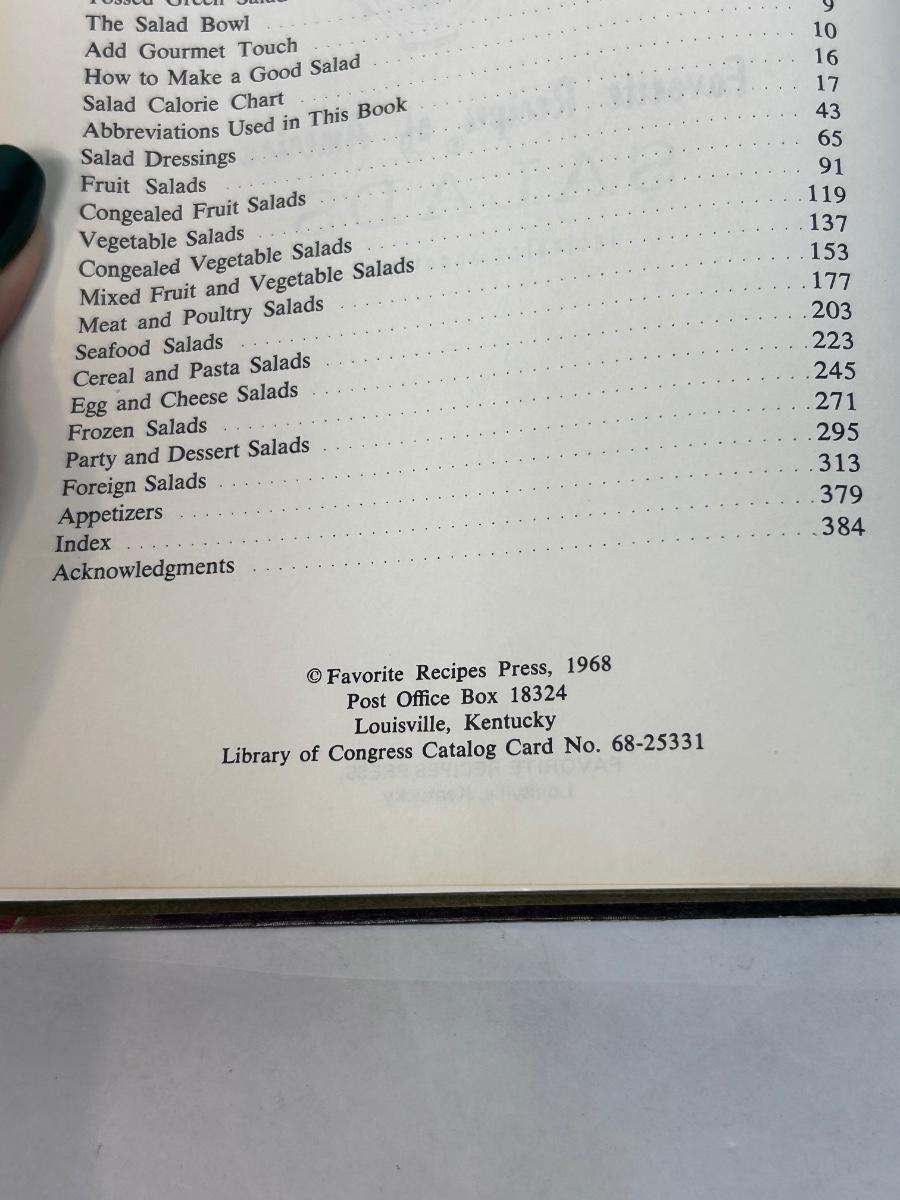 Tossed Green Salad
The Salad Bowl
Add Gourmet Touch
How to Make a Good Salad 9
Salad Calorie Chart 10
Abbreviations Used in This Book 16
Salad Dressings 17
Fruit Salads 43
Congealed Fruit Salads 65
Vegetable Salads 91
Congealed Vegetable Salads 119
Mixed Fruit and Vegetable Salads 137
Meat and Poultry Salads 153
Seafood Salads 177
Cereal and Pasta Salads 203
Egg and Cheese Salads 223
Frozen Salads 245
Party and Dessert Salads 271
Foreign Salads 295
Appetizers 313
Index 379
Acknowledgments 384
© Favorite Recipes Press, 1968
Post Office Box 18324
Louisville, Kentucky
Library of Congress Catalog Card No. 68-25331